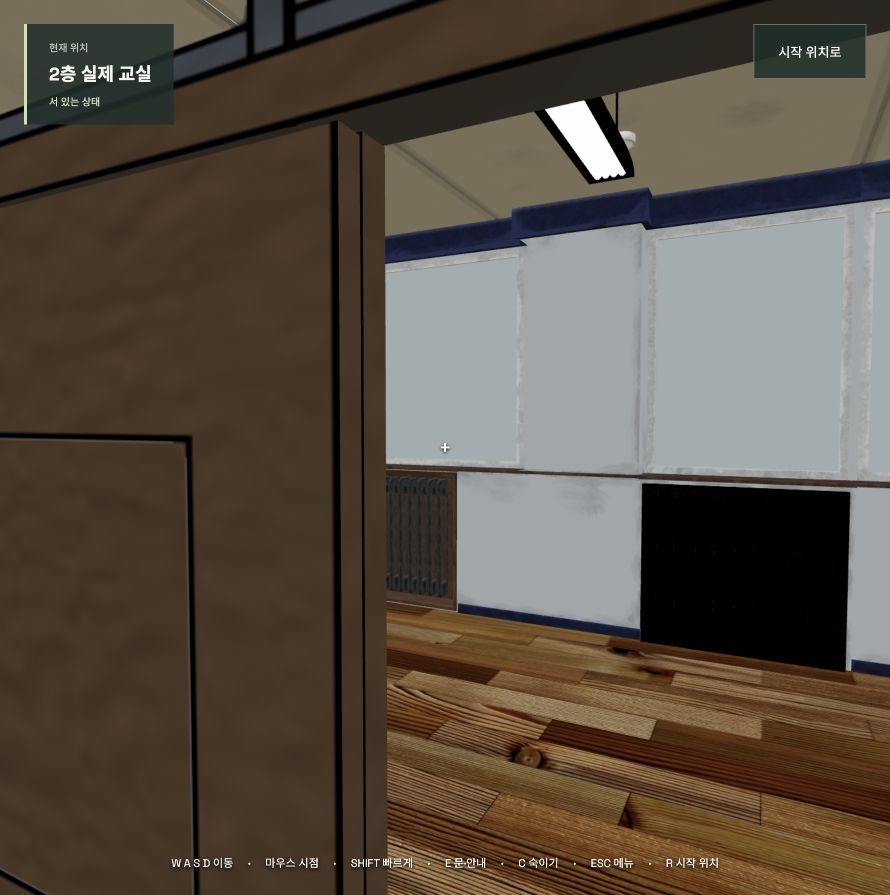 현재 위치
2층 실제 교실
서 있는 상태
시작 위치로
W A S D 이동 · 마우스 시점 · SHIFT 빠르게 · E 문·안내 · C 숙이기 · ESC 메뉴 · R 시작 위치